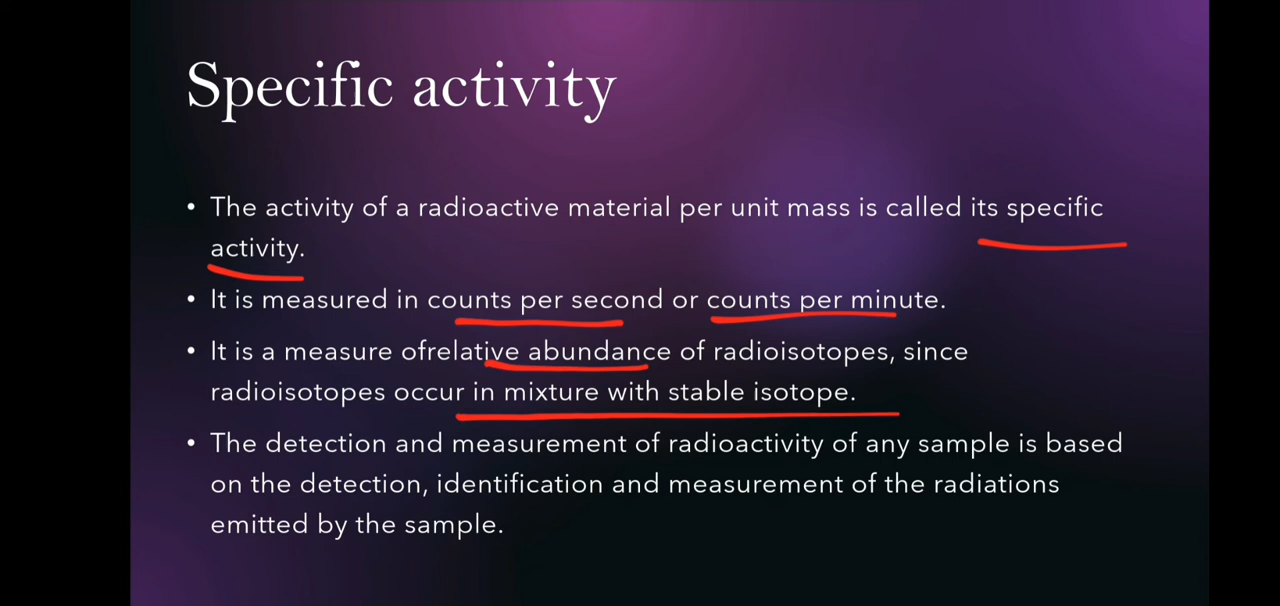 Specific activity
• The activity of a radioactive material per unit mass is called its specific
activity.
• It is measured in counts per second or counts per minute.
• It is a measure ofrelative abundance of radioisotopes, since
radioisotopes occur in mixture with stable isotope.
• The detection and measurement of radioactivity of any sample is based
on the detection, identification and measurement of the radiations
emitted by the sample.